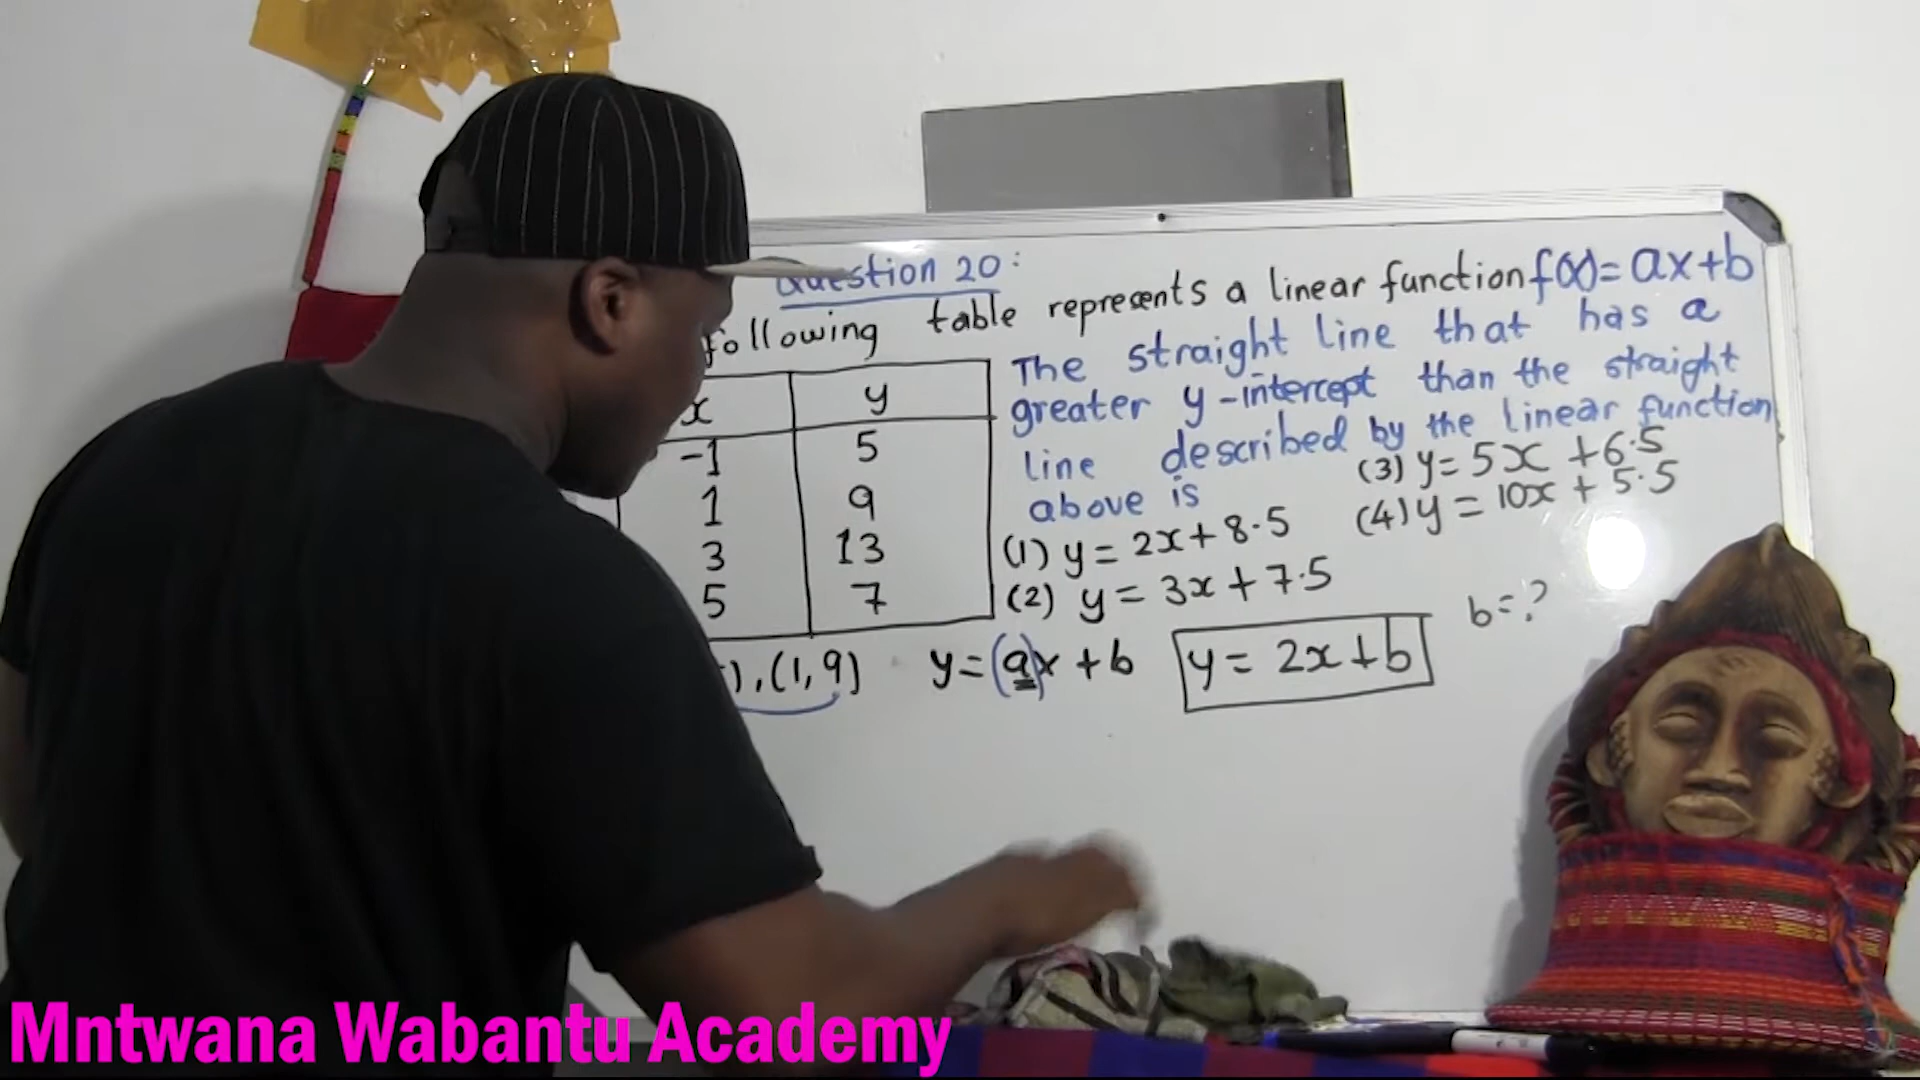 Question 20:
following table represents a linear function f(x)=ax+b
x y
-1 5
1 9
3 13
5 7
The straight line that has a
greater y-intercept than the straight
line described by the linear function
above is
(1) y= 2x+8.5
(2) y= 3x+7.5
(3) y= 5x+6.5
(4) y= 10x+5.5
),(1,9) y=(a)x+b y= 2x+b
b=?
Mntwana Wabantu Academy